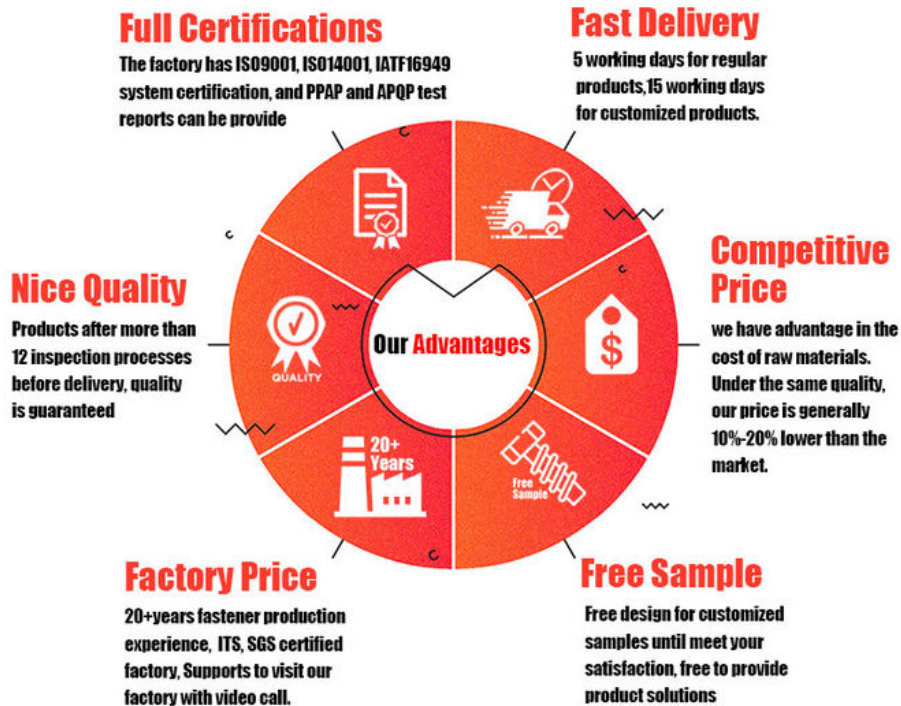 Full Certifications
The factory has ISO9001, ISO14001, IATF16949
system certification, and PPAP and APQP test
reports can be provide
Fast Delivery
5 working days for regular
products,15 working days
for customized products.
Nice Quality
Products after more than
12 inspection processes
before delivery, quality
is guaranteed
QUALITY
Our Advantages
$
Competitive
Price
we have advantage in the
cost of raw materials.
Under the same quality,
our price is generally
10%-20% lower than the
market.
20+
Years
Free
Sample
Factory Price
20+years fastener production
experience, ITS, SGS certified
factory, Supports to visit our
factory with video call.
Free Sample
Free design for customized
samples until meet your
satisfaction, free to provide
product solutions